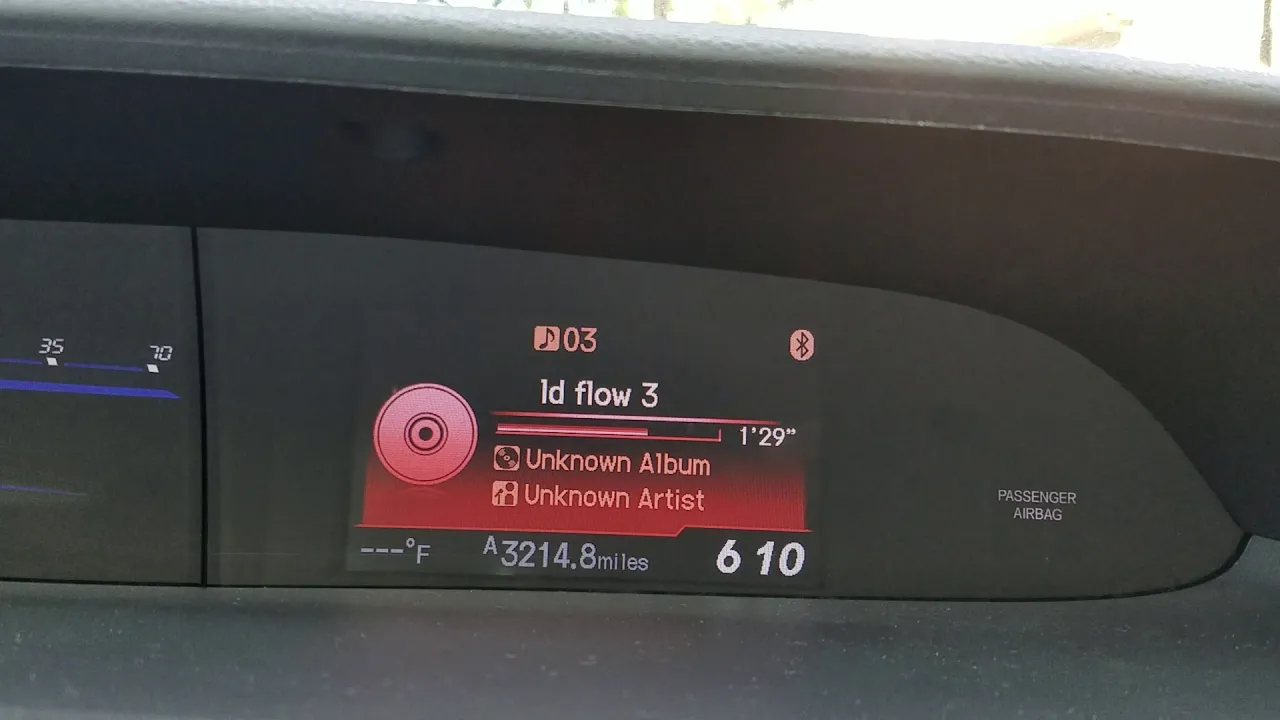 35 70
03
ld flow 3
1'29”
Unknown Album
Unknown Artist
---°F A3214.8miles 6 10
PASSENGER
AIRBAG